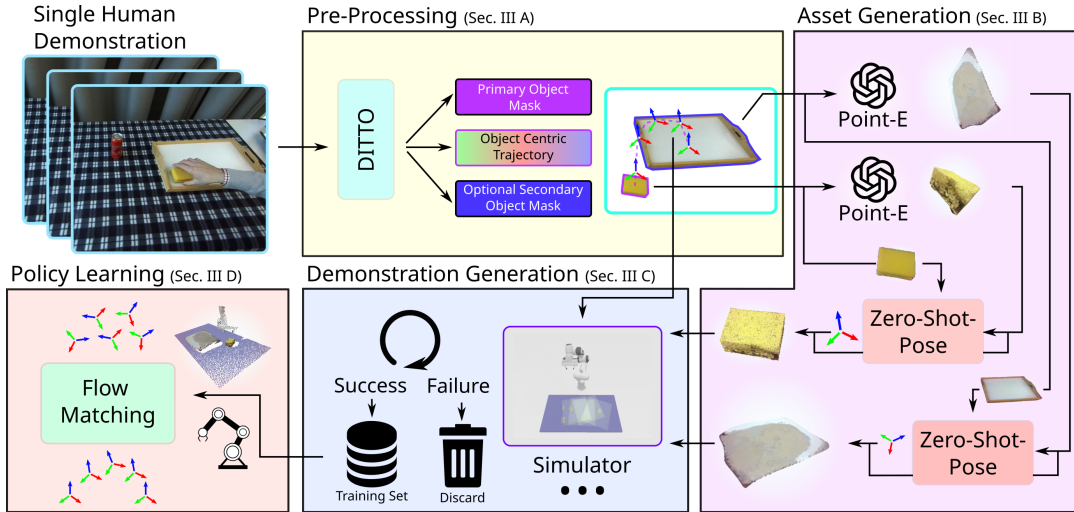 Single Human
Demonstration
Pre-Processing (Sec. III A)
DITTO
Primary Object
Mask
Object Centric
Trajectory
Optional Secondary
Object Mask
Asset Generation (Sec. III B)
Point-E
Point-E
Zero-Shot-
Pose
Zero-Shot-
Pose
Demonstration Generation (Sec. III C)
Success
Failure
Training Set
Discard
Simulator
Policy Learning (Sec. III D)
Flow
Matching